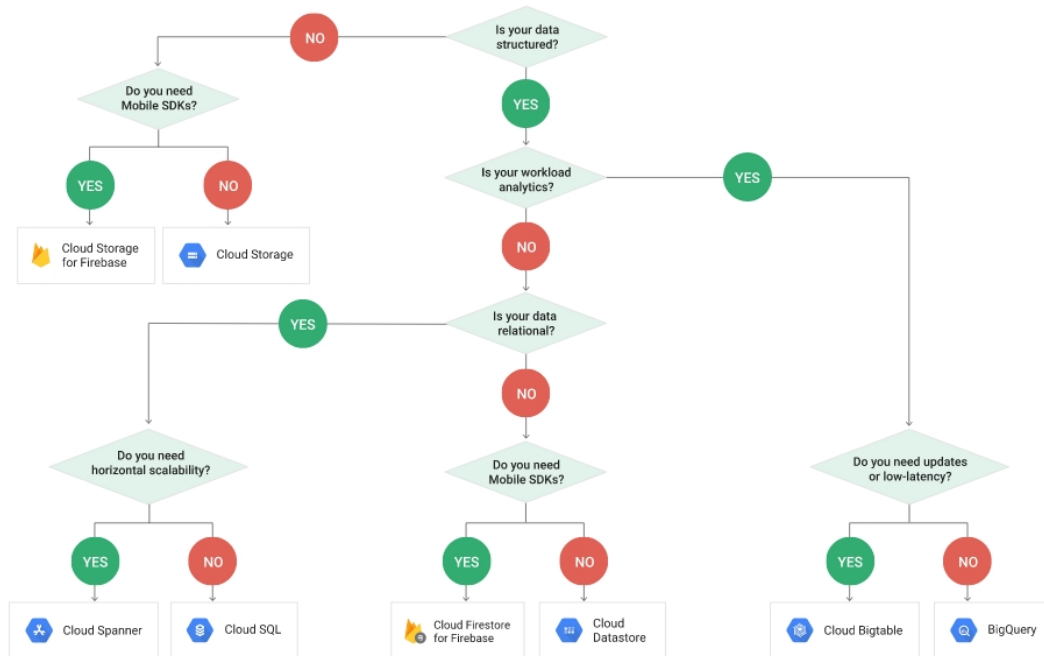 Is your data
structured?
NO
Do you need
Mobile SDKs?
YES
YES
NO
Is your workload
analytics?
YES
Cloud Storage
for Firebase
Cloud Storage
NO
Is your data
relational?
YES
NO
Do you need
horizontal scalability?
Do you need
Mobile SDKs?
Do you need updates
or low-latency?
YES
NO
YES
NO
YES
NO
Cloud Spanner
Cloud SQL
Cloud Firestore
for Firebase
Cloud
Datastore
Cloud Bigtable
BigQuery